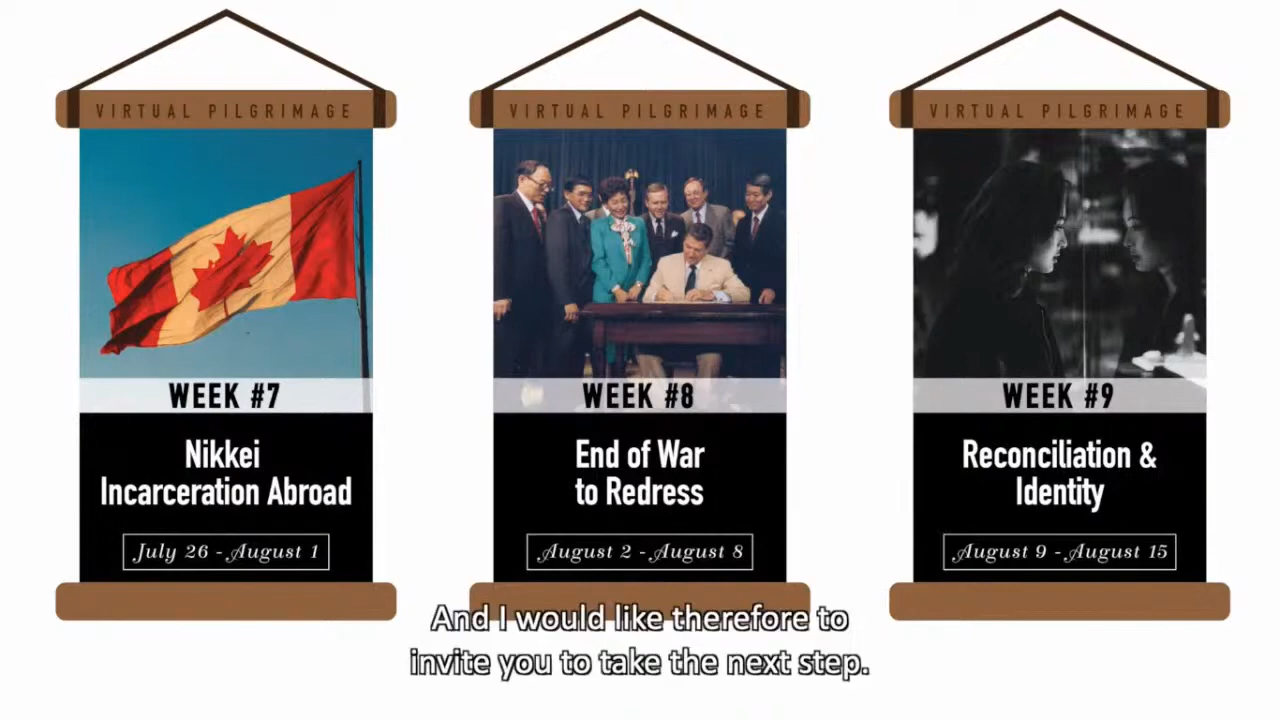 VIRTUAL PILGRIMAGE
WEEK #7
Nikkei
Incarceration Abroad
July 26 - August 1
VIRTUAL PILGRIMAGE
WEEK #8
End of War
to Redress
August 2 - August 8
VIRTUAL PILGRIMAGE
WEEK #9
Reconciliation &
Identity
August 9 - August 15
And I would like therefore to
invite you to take the next step.